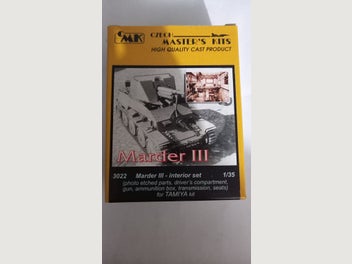 CMK
CZECH
MASTER'S KITS
HIGH QUALITY CAST PRODUCT
Marder III
3022 Marder III - Interior set 1/35
(photo etched parts, driver's compartment,
gun, ammunition box, transmission, seats)
for TAMIYA kit